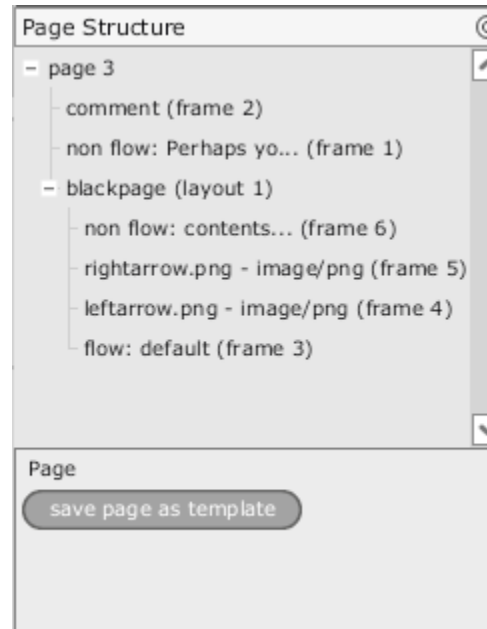 Page Structure
page 3
comment (frame 2)
non flow: Perhaps yo... (frame 1)
blackpage (layout 1)
non flow: contents... (frame 6)
rightarrow.png - image/png (frame 5)
leftarrow.png - image/png (frame 4)
flow: default (frame 3)
Page
save page as template